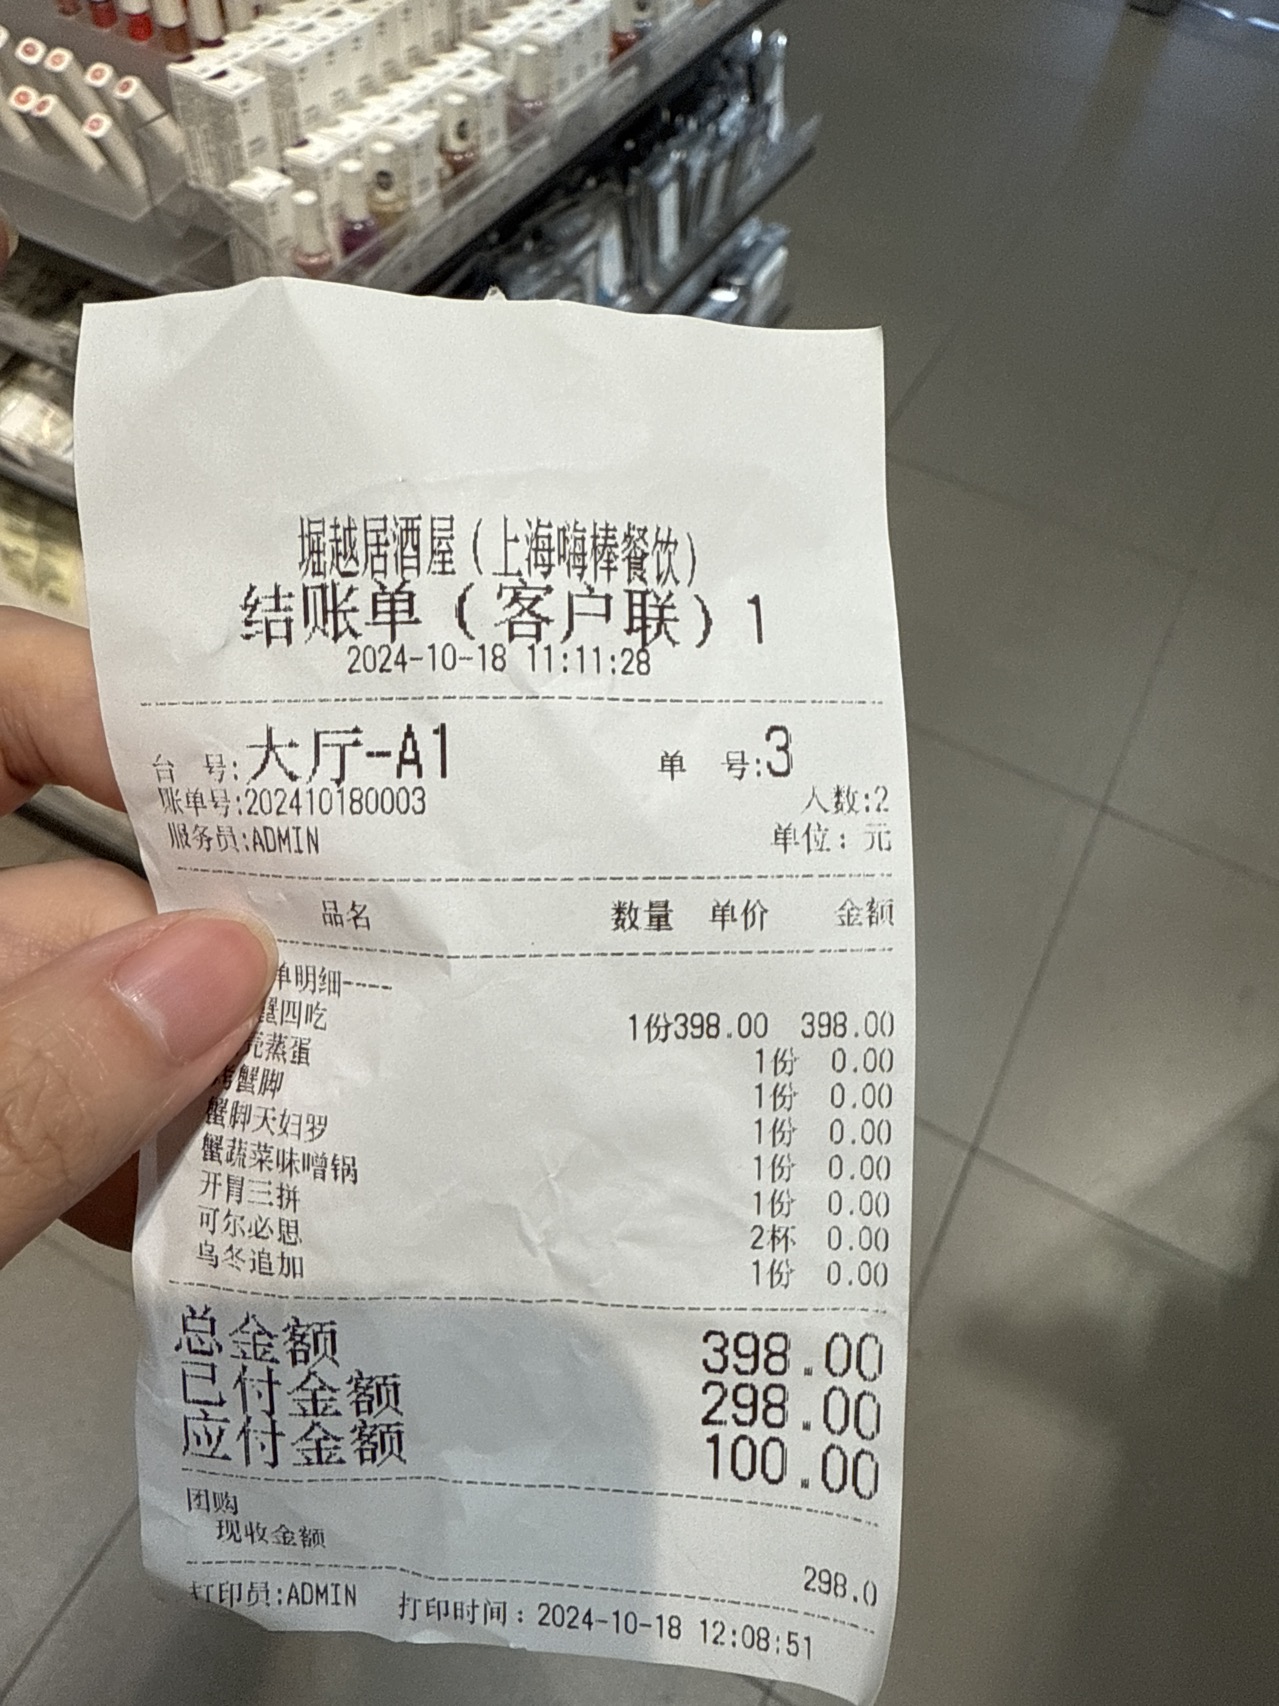 堀越居酒屋(上海嗨棒餐饮)
结账单(客户联)1
2024-10-18 11:11:28
台 号:大厅-A1 单 号:3
账单号:202410180003 人数:2
服务员:ADMIN 单位: 元
品名 数量 单价 金额
单明细----
蟹四吃 1份398.00 398.00
壳蒸蛋 1份 0.00
烤蟹脚 1份 0.00
蟹脚天妇罗 1份 0.00
蟹蔬菜味噌锅 1份 0.00
开胃三拼 1份 0.00
可尔必思 2杯 0.00
乌冬追加 1份 0.00
总金额 398.00
已付金额 298.00
应付金额 100.00
团购
现收金额 298.0
打印员:ADMIN 打印时间: 2024-10-18 12:08:51